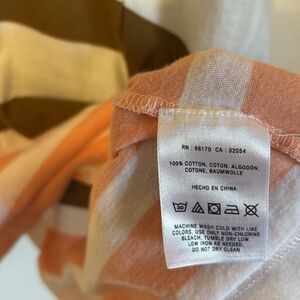 RN : 66170 CA : 32054
100% COTTON, COTON, ALGODÓN,
COTONE, BAUMWOLLE
HECHO EN CHINA
MACHINE WASH COLD WITH LIKE
COLORS, USE ONLY NON-CHLORINE
BLEACH, TUMBLE DRY LOW,
LOW IRON AS NEEDED,
DO NOT DRY CLEAN